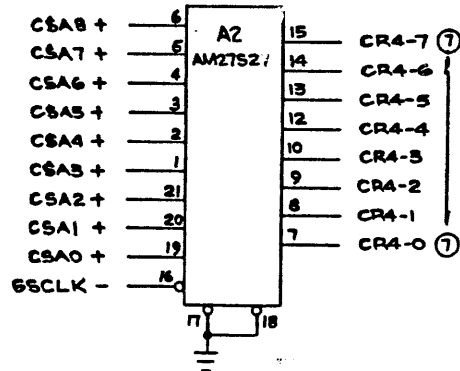 CSA8 + 6
CSA7 + 5
CSA6 + 4
CSA5 + 3
CSA4 + 2
CSA3 + 1
CSA2 + 21
CSA1 + 20
CSA0 + 19
SSCLK - 16
A2
AM27S27
15 CR4-7 7
14 CR4-6
13 CR4-5
12 CR4-4
10 CR4-3
9 CR4-2
8 CR4-1
7 CR4-0 7
17 18